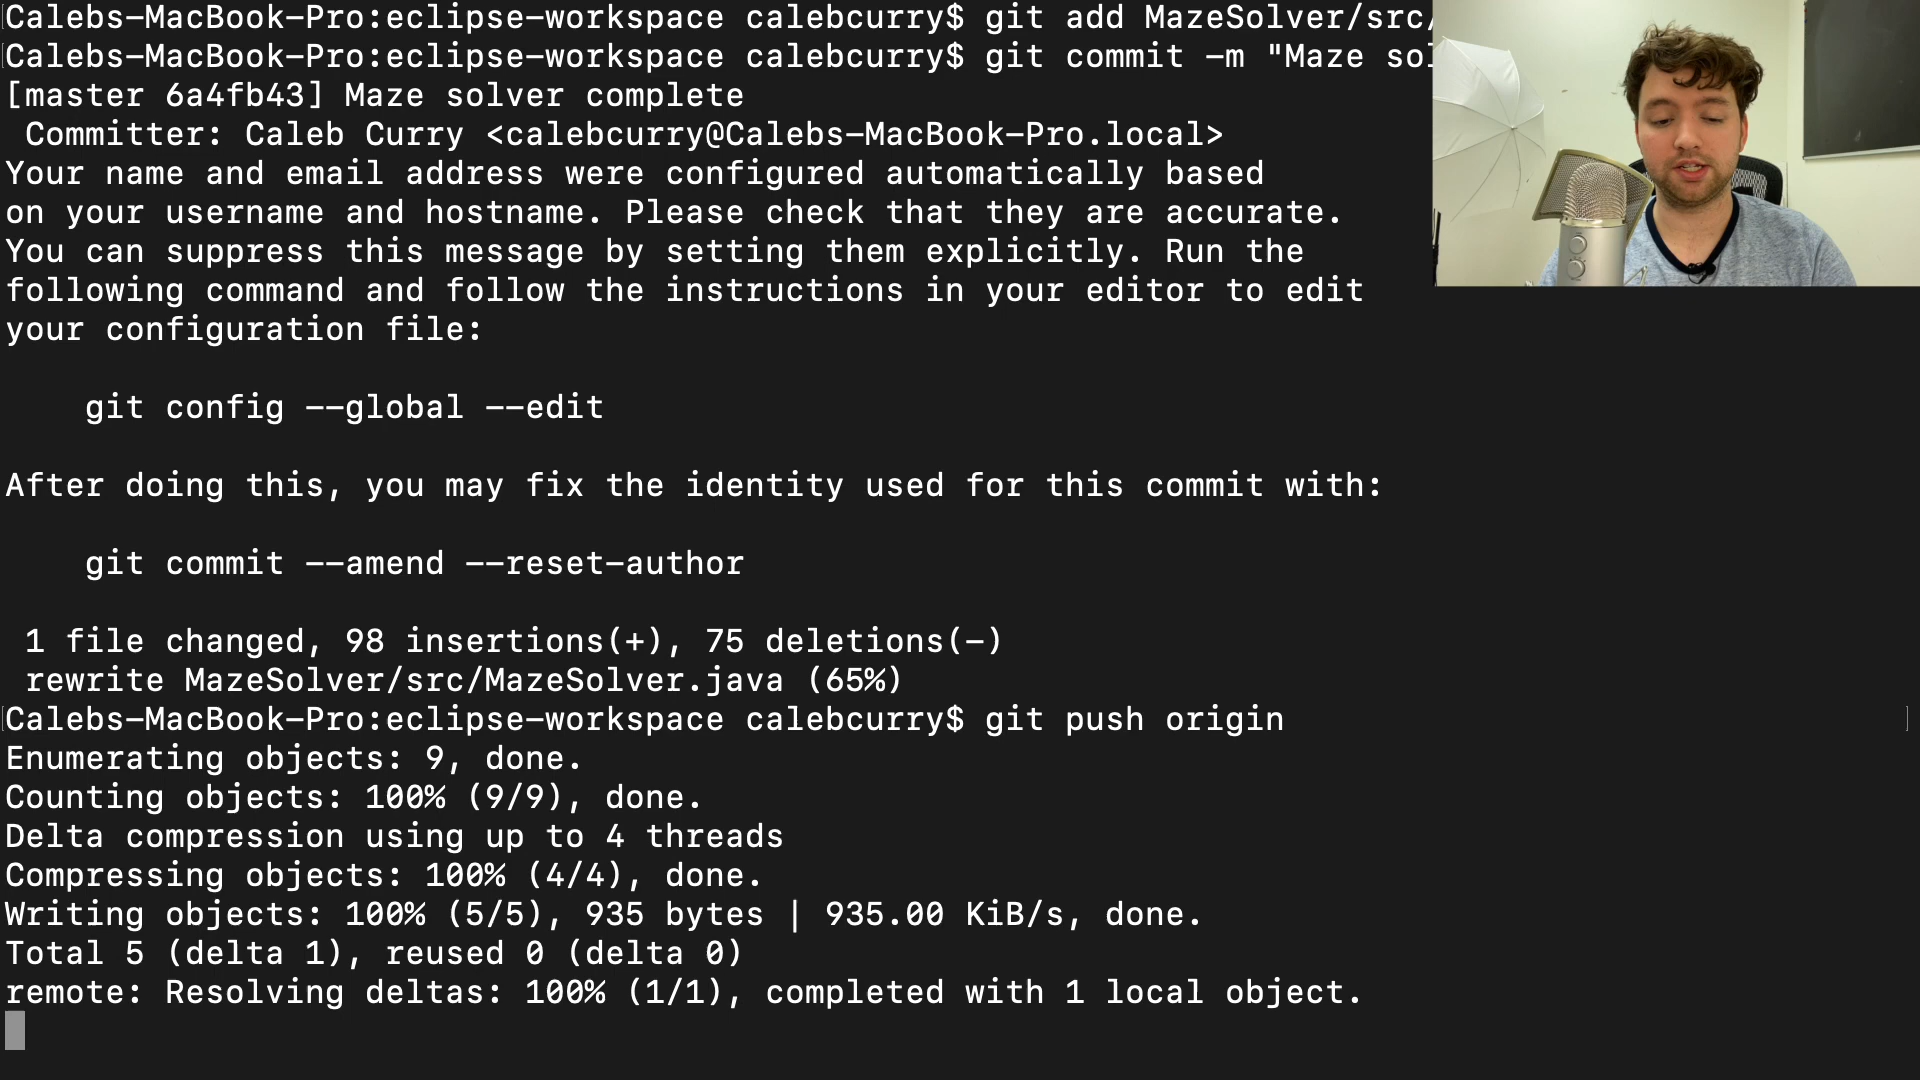 Calebs-MacBook-Pro:eclipse-workspace calebcurry$ git add MazeSolver/src/
Calebs-MacBook-Pro:eclipse-workspace calebcurry$ git commit -m "Maze sol
[master 6a4fb43] Maze solver complete
Committer: Caleb Curry <calebcurry@Calebs-MacBook-Pro.local>
Your name and email address were configured automatically based
on your username and hostname. Please check that they are accurate.
You can suppress this message by setting them explicitly. Run the
following command and follow the instructions in your editor to edit
your configuration file:
git config --global --edit
After doing this, you may fix the identity used for this commit with:
git commit --amend --reset-author
1 file changed, 98 insertions(+), 75 deletions(-)
rewrite MazeSolver/src/MazeSolver.java (65%)
Calebs-MacBook-Pro:eclipse-workspace calebcurry$ git push origin
Enumerating objects: 9, done.
Counting objects: 100% (9/9), done.
Delta compression using up to 4 threads
Compressing objects: 100% (4/4), done.
Writing objects: 100% (5/5), 935 bytes | 935.00 KiB/s, done.
Total 5 (delta 1), reused 0 (delta 0)
remote: Resolving deltas: 100% (1/1), completed with 1 local object.